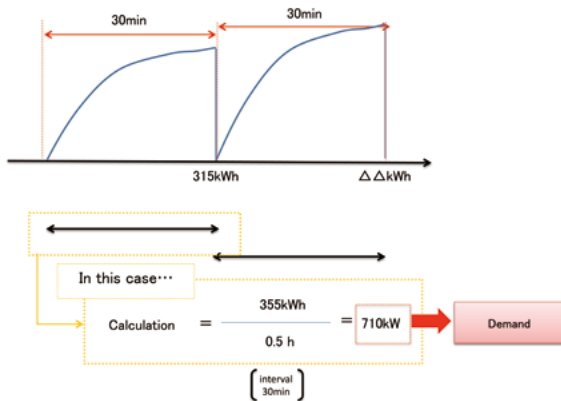 30min
30min
315kWh
△△kWh
In this case…
Calculation = 355kWh = 710kW Demand
0.5 h
interval
30min